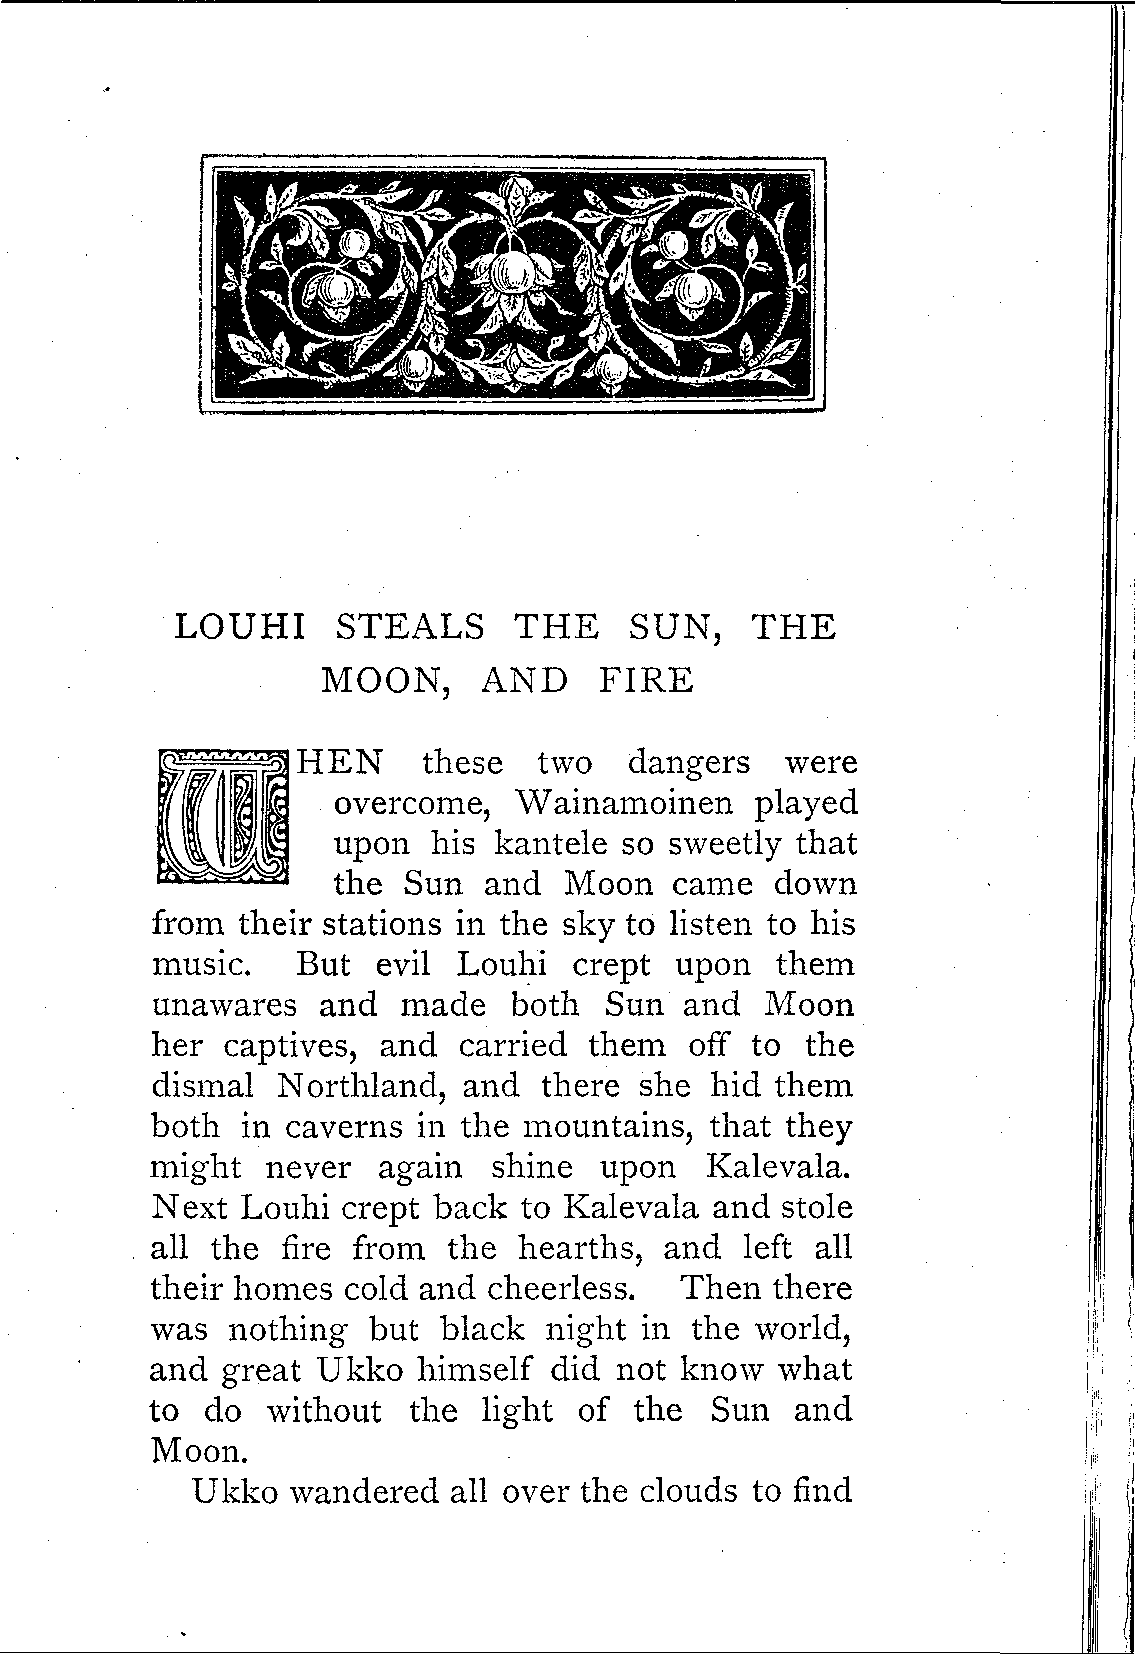 LOUHI STEALS THE SUN, THE
MOON, AND FIRE
WHEN these two dangers were
overcome, Wainamoinen played
upon his kantele so sweetly that
the Sun and Moon came down
from their stations in the sky to listen to his
music. But evil Louhi crept upon them
unawares and made both Sun and Moon
her captives, and carried them off to the
dismal Northland, and there she hid them
both in caverns in the mountains, that they
might never again shine upon Kalevala.
Next Louhi crept back to Kalevala and stole
all the fire from the hearths, and left all
their homes cold and cheerless. Then there
was nothing but black night in the world,
and great Ukko himself did not know what
to do without the light of the Sun and
Moon.
Ukko wandered all over the clouds to find